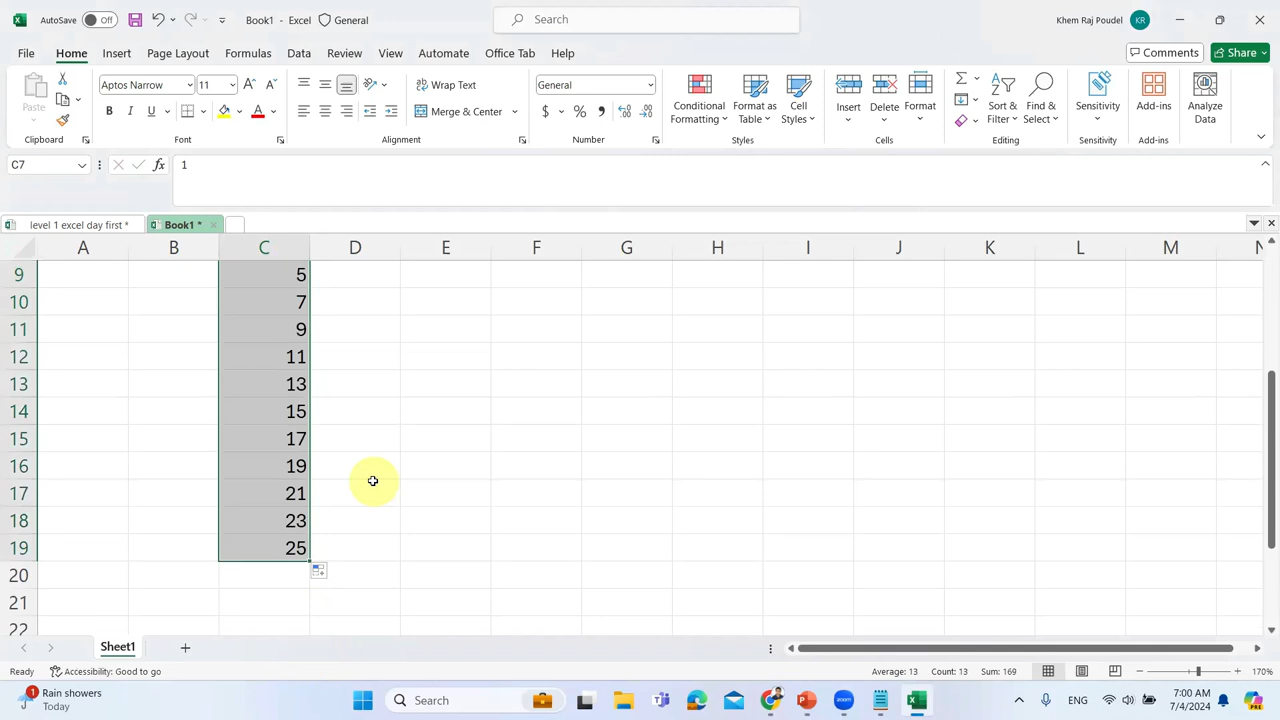 AutoSave Off Book1 - Excel General Search Khem Raj Poudel KR
File Home Insert Page Layout Formulas Data Review View Automate Office Tab Help Comments Share
Paste Aptos Narrow 11 Wrap Text General Conditional Formatting Format as Table Cell Styles Insert Delete Format Sort & Filter Find & Select Sensitivity Add-ins Analyze Data
B I U Merge & Center $ %
Clipboard Font Alignment Number Styles Cells Editing Sensitivity Add-ins
C7 fx 1
level 1 excel day first * Book1 *
A B C D E F G H I J K L M N
9 5
10 7
11 9
12 11
13 13
14 15
15 17
16 19
17 21
18 23
19 25
20
21
22
Sheet1
Ready Accessibility: Good to go Average: 13 Count: 13 Sum: 169 170%
1 Rain showers Today Search ENG 7:00 AM 7/4/2024